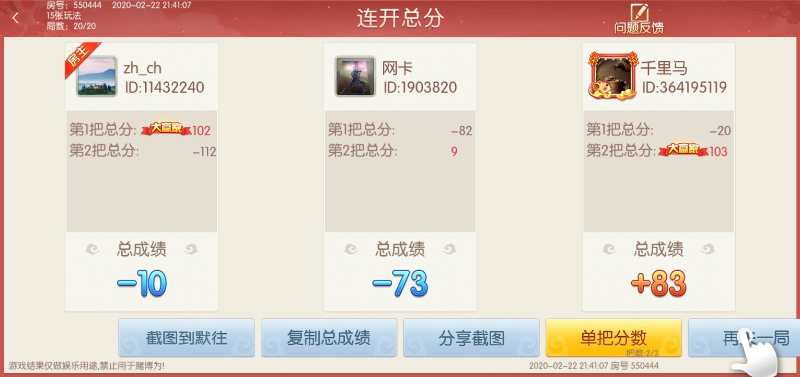 房号：550444 2020-02-22 21:41:07
15张玩法
局数：20/20
连开总分
问题反馈
房主
zh_ch
ID:11432240
第1把总分: 大赢家 102
第2把总分: -112
总成绩
-10
网卡
ID:1903820
第1把总分: -82
第2把总分: 9
总成绩
-73
千里马
ID:364195119
第1把总分: -20
第2把总分: 大赢家 103
总成绩
+83
截图到默往
复制总成绩
分享截图
单把分数
把数:2/2
再来一局
游戏结果仅做娱乐用途,禁止用于赌博为!
2020-02-22 21:41:07 房号 550444